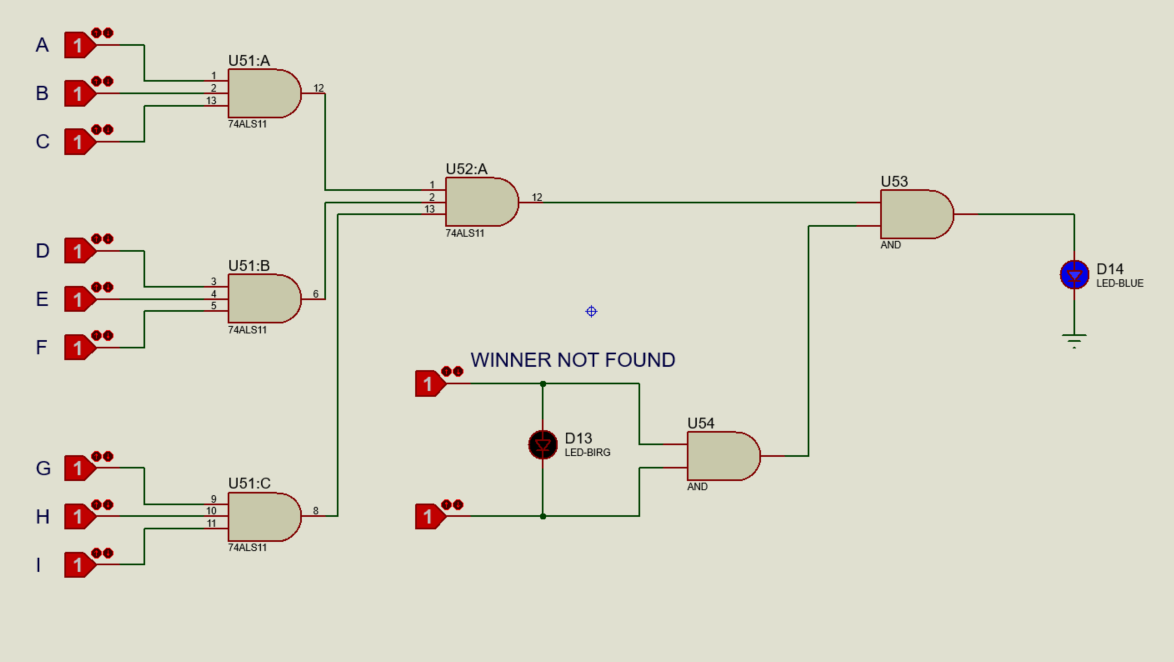 A
1
B
1
C
1
U51:A
1
2
13
12
74ALS11
D
1
E
1
F
1
U51:B
3
4
5
6
74ALS11
G
1
H
1
I
1
U51:C
9
10
11
8
74ALS11
U52:A
1
2
13
12
74ALS11
WINNER NOT FOUND
1
D13
LED-BIRG
1
U54
AND
U53
AND
D14
LED-BLUE